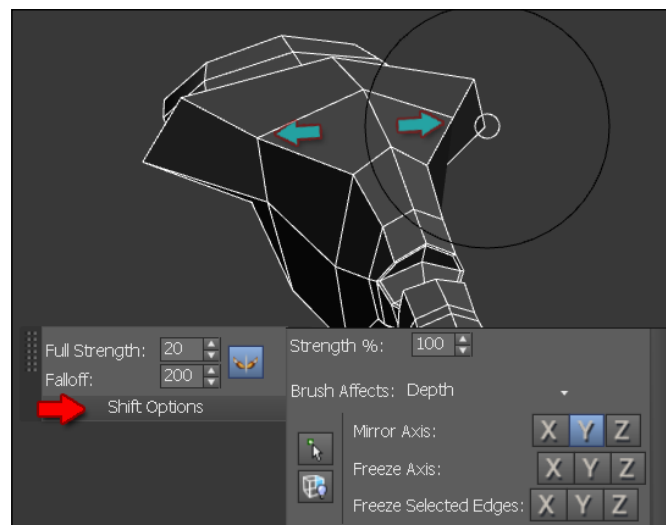 Full Strength: 20
Falloff: 200
Shift Options
Strength %: 100
Brush Affects: Depth
Mirror Axis: X Y Z
Freeze Axis: X Y Z
Freeze Selected Edges: X Y Z